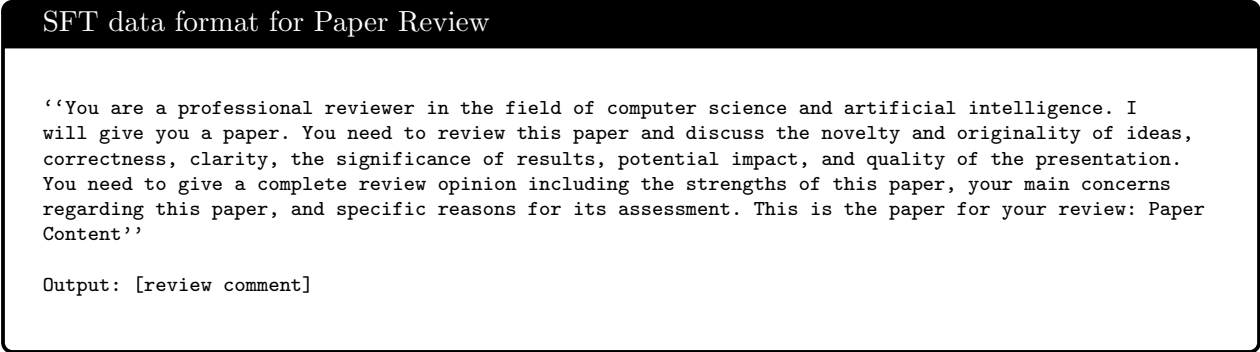 SFT data format for Paper Review
‘‘You are a professional reviewer in the field of computer science and artificial intelligence. I
will give you a paper. You need to review this paper and discuss the novelty and originality of ideas,
correctness, clarity, the significance of results, potential impact, and quality of the presentation.
You need to give a complete review opinion including the strengths of this paper, your main concerns
regarding this paper, and specific reasons for its assessment. This is the paper for your review: Paper
Content’’
Output: [review comment]